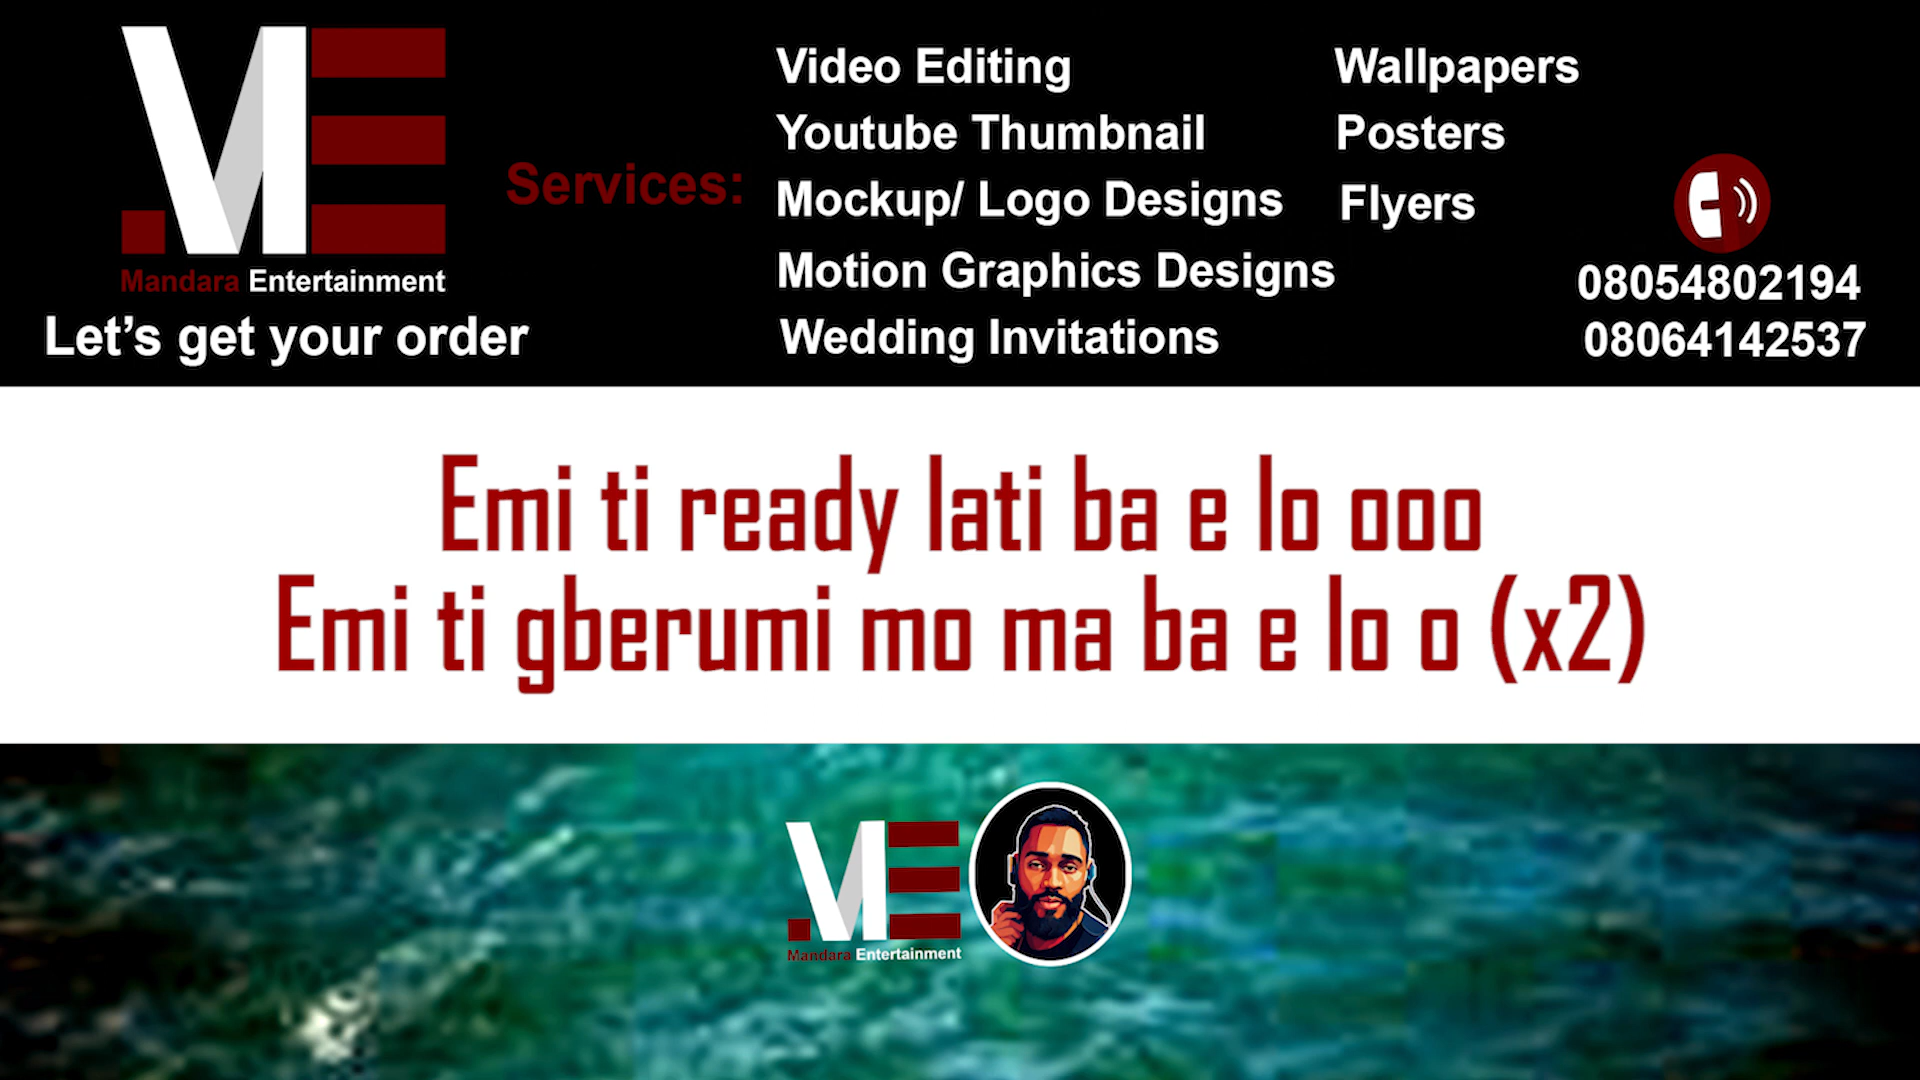 Mandara Entertainment
Let’s get your order
Services:
Video Editing
Youtube Thumbnail
Mockup/ Logo Designs
Motion Graphics Designs
Wedding Invitations
Wallpapers
Posters
Flyers
08054802194
08064142537
Emi ti ready lati ba e lo ooo
Emi ti gberumi mo ma ba e lo o (x2)
Mandara Entertainment